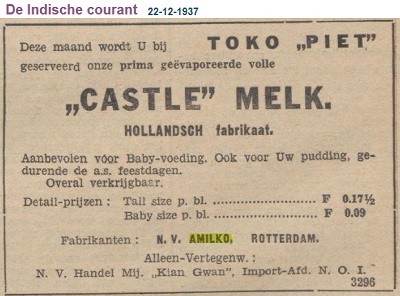 De Indische courant 22-12-1937
Deze maand wordt U bij TOKO „PIET”
geserveerd onze prima geëvaporeerde volle
„CASTLE” MELK.
HOLLANDSCH fabrikaat.
Aanbevolen vóor Baby-voeding. Ook voor Uw pudding, ge-
durende de a.s. feestdagen.
Overal verkrijgbaar.
Detail-prijzen: Tall size p. bl. .................... F 0.17½
Baby size p. bl. .................... F 0.09
Fabrikanten: N. V. AMILKO, ROTTERDAM.
Alleen-Vertegenw.:
N. V. Handel Mij. „Kian Gwan”, Import-Afd. N. O. I.
3296